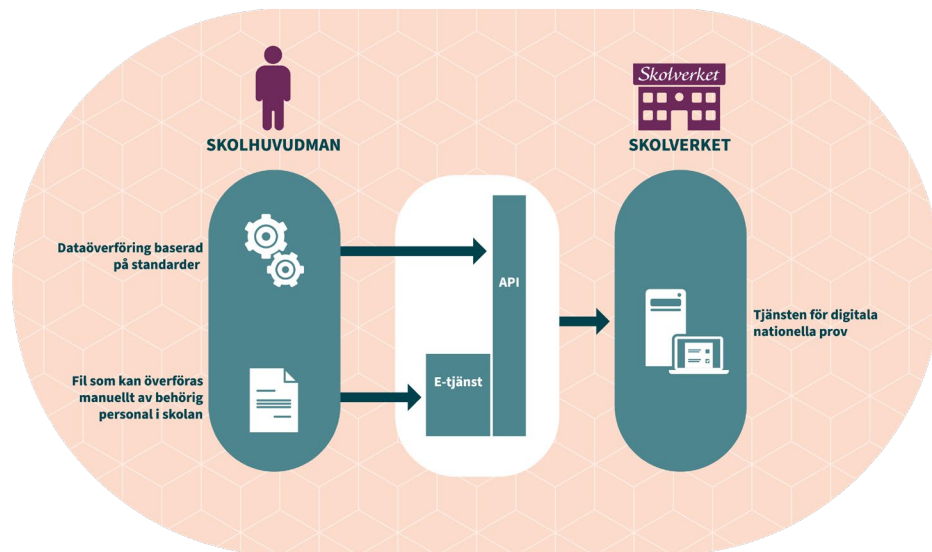 Skolverket
SKOLHUVUDMAN
SKOLVERKET
Dataöverföring baserad
på standarder
API
Tjänsten för digitala
nationella prov
Fil som kan överföras
manuellt av behörig
personal i skolan
E-tjänst